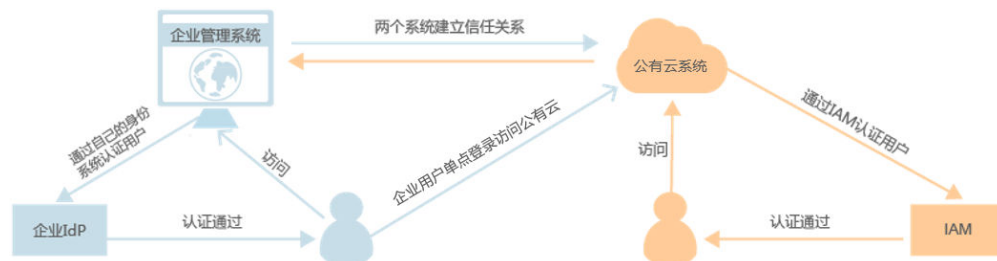 企业管理系统
两个系统建立信任关系
公有云系统
通过自己的身份
系统认证用户
访问
企业用户单点登录访问公有云
访问
通过IAM认证用户
企业IdP
认证通过
认证通过
IAM